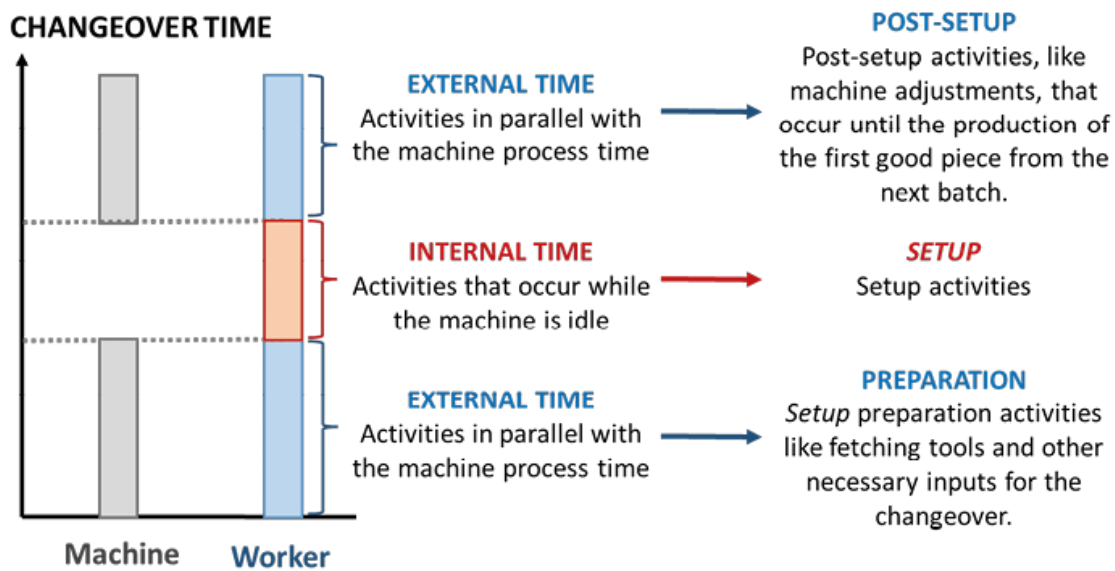 CHANGEOVER TIME
POST-SETUP
Post-setup activities, like
machine adjustments, that
occur until the production of
the first good piece from the
next batch.
EXTERNAL TIME
Activities in parallel with
the machine process time
INTERNAL TIME
Activities that occur while
the machine is idle
SETUP
Setup activities
EXTERNAL TIME
Activities in parallel with
the machine process time
PREPARATION
Setup preparation activities
like fetching tools and other
necessary inputs for the
changeover.
Machine
Worker